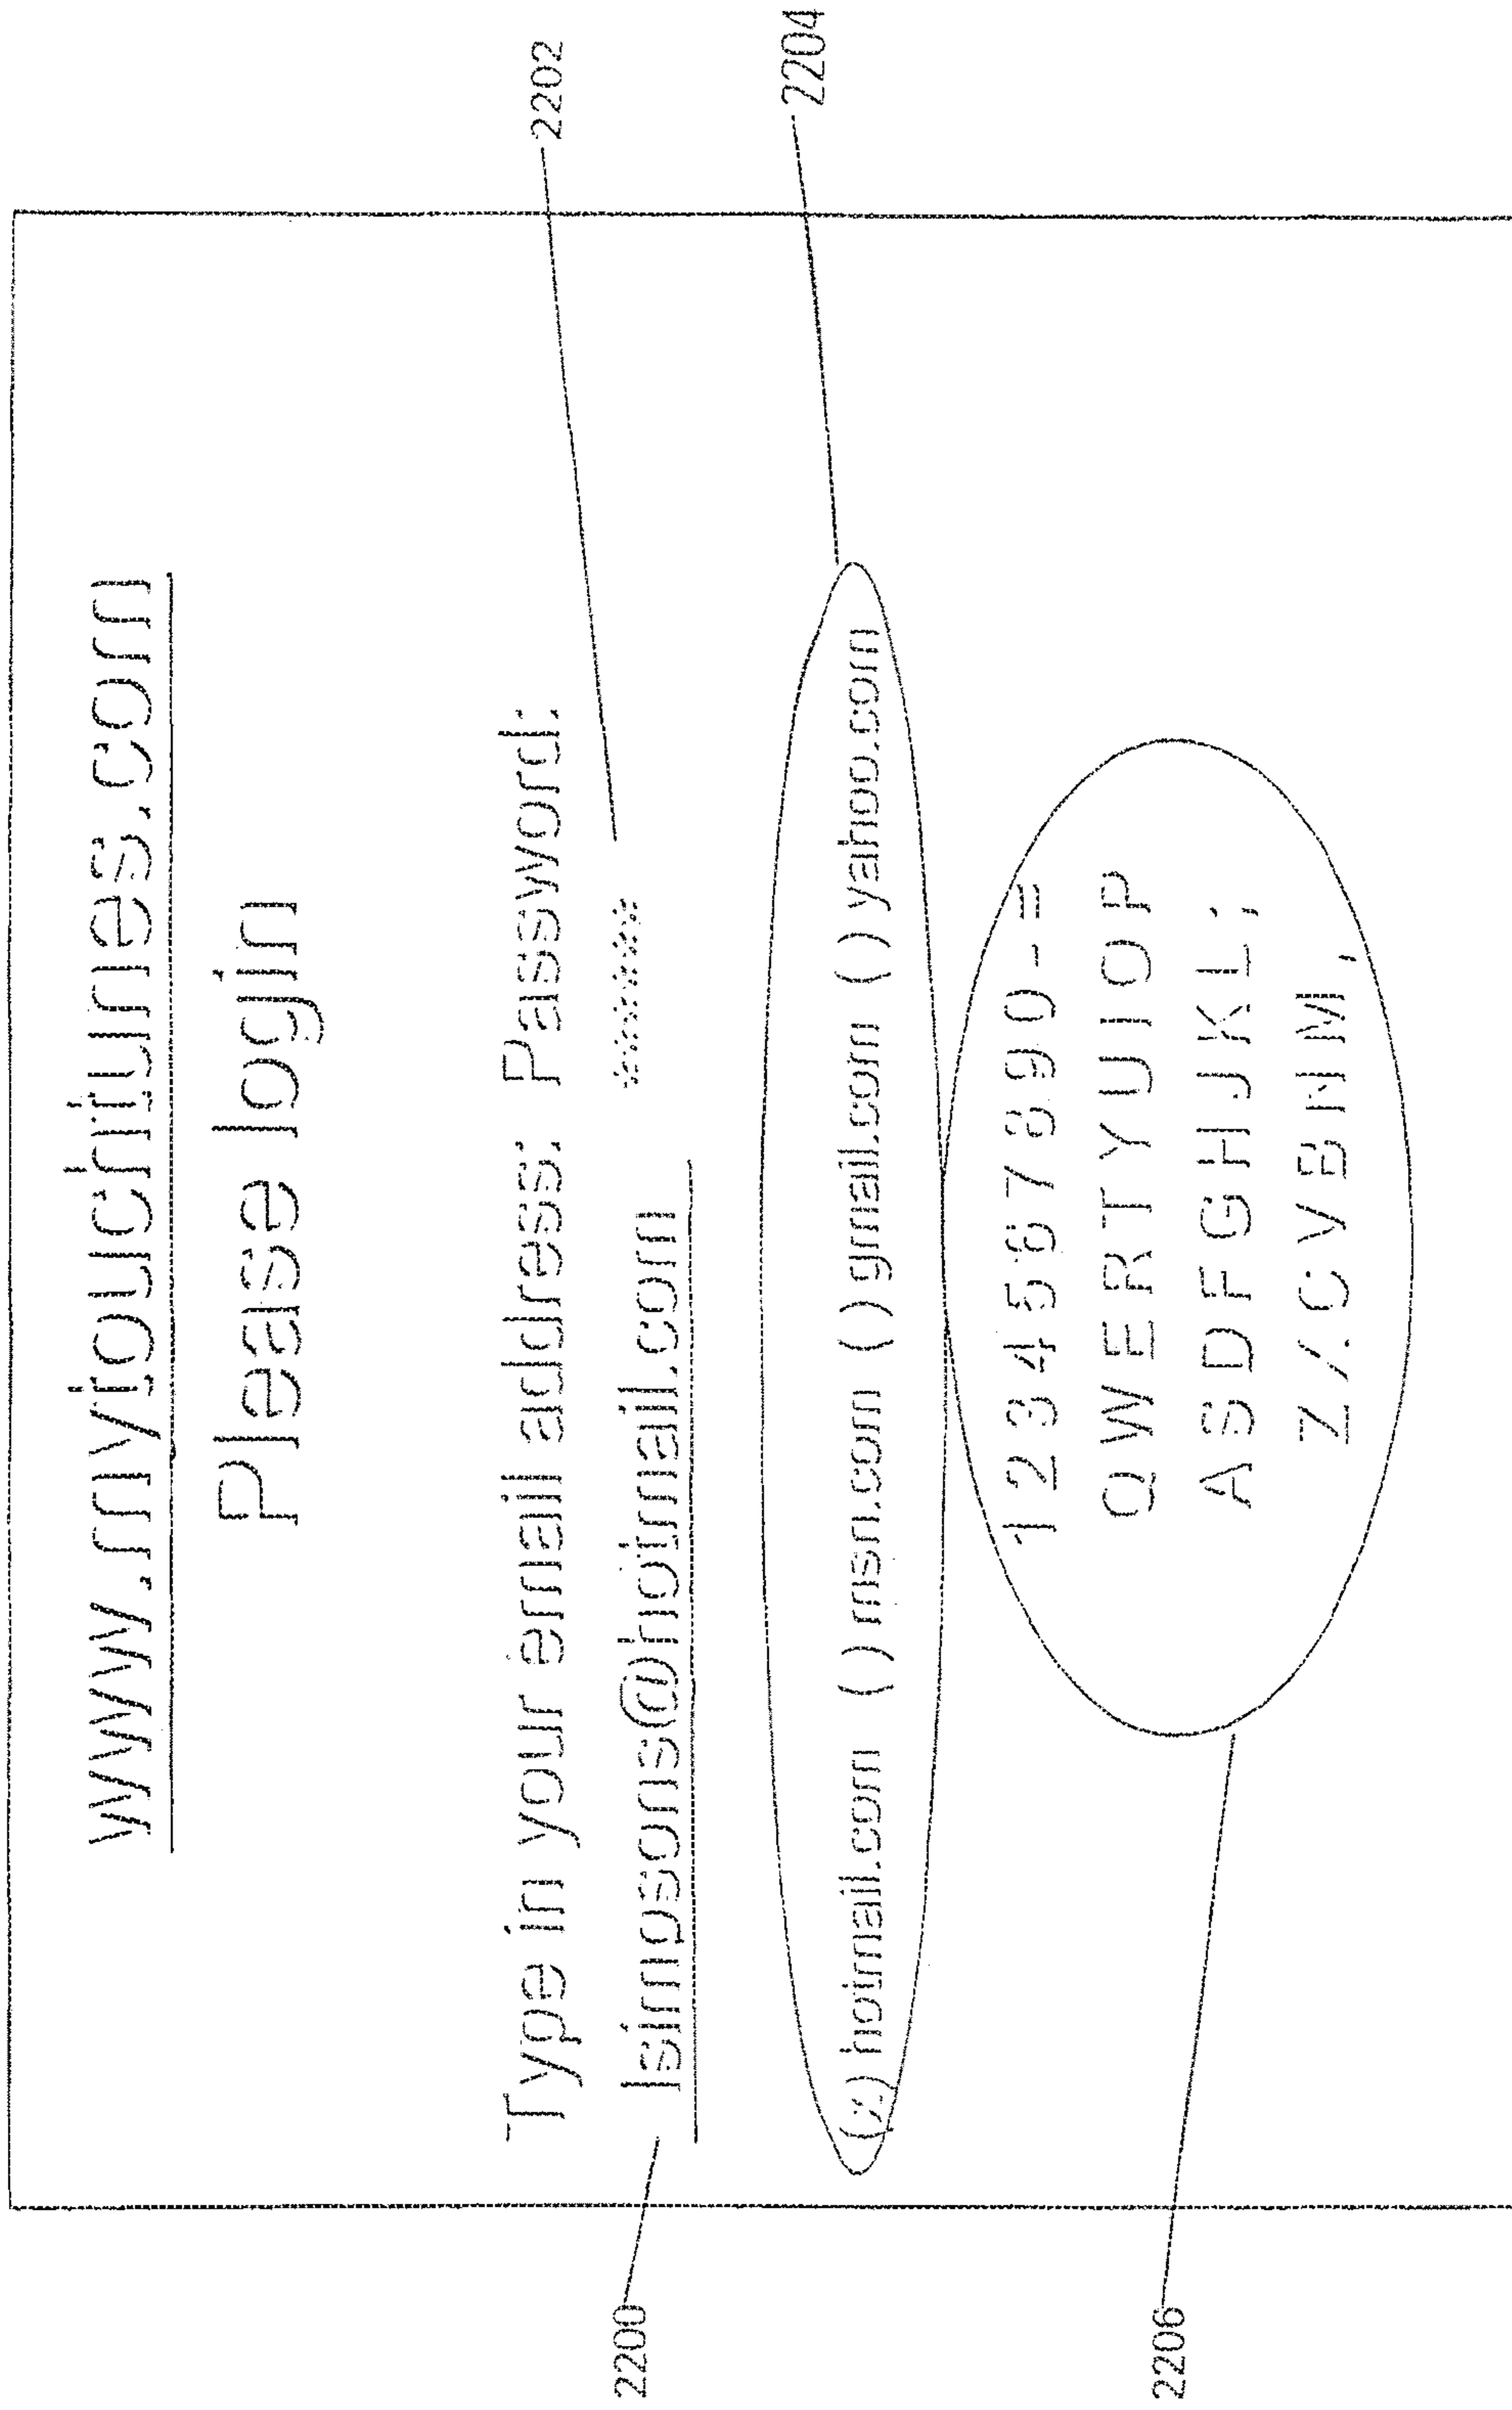 www.mytouchtunes.com
Please login
2202
Type in your email address: Password:
2200
lsimpsons@hotmail.com ******
2204
(x) hotmail.com ( ) msn.com ( ) gmail.com ( ) yahoo.com
1 2 3 4 5 6 7 8 9 0 - =
Q W E R T Y U I O P
A S D F G H J K L ;
Z X C V B N M ,
2206